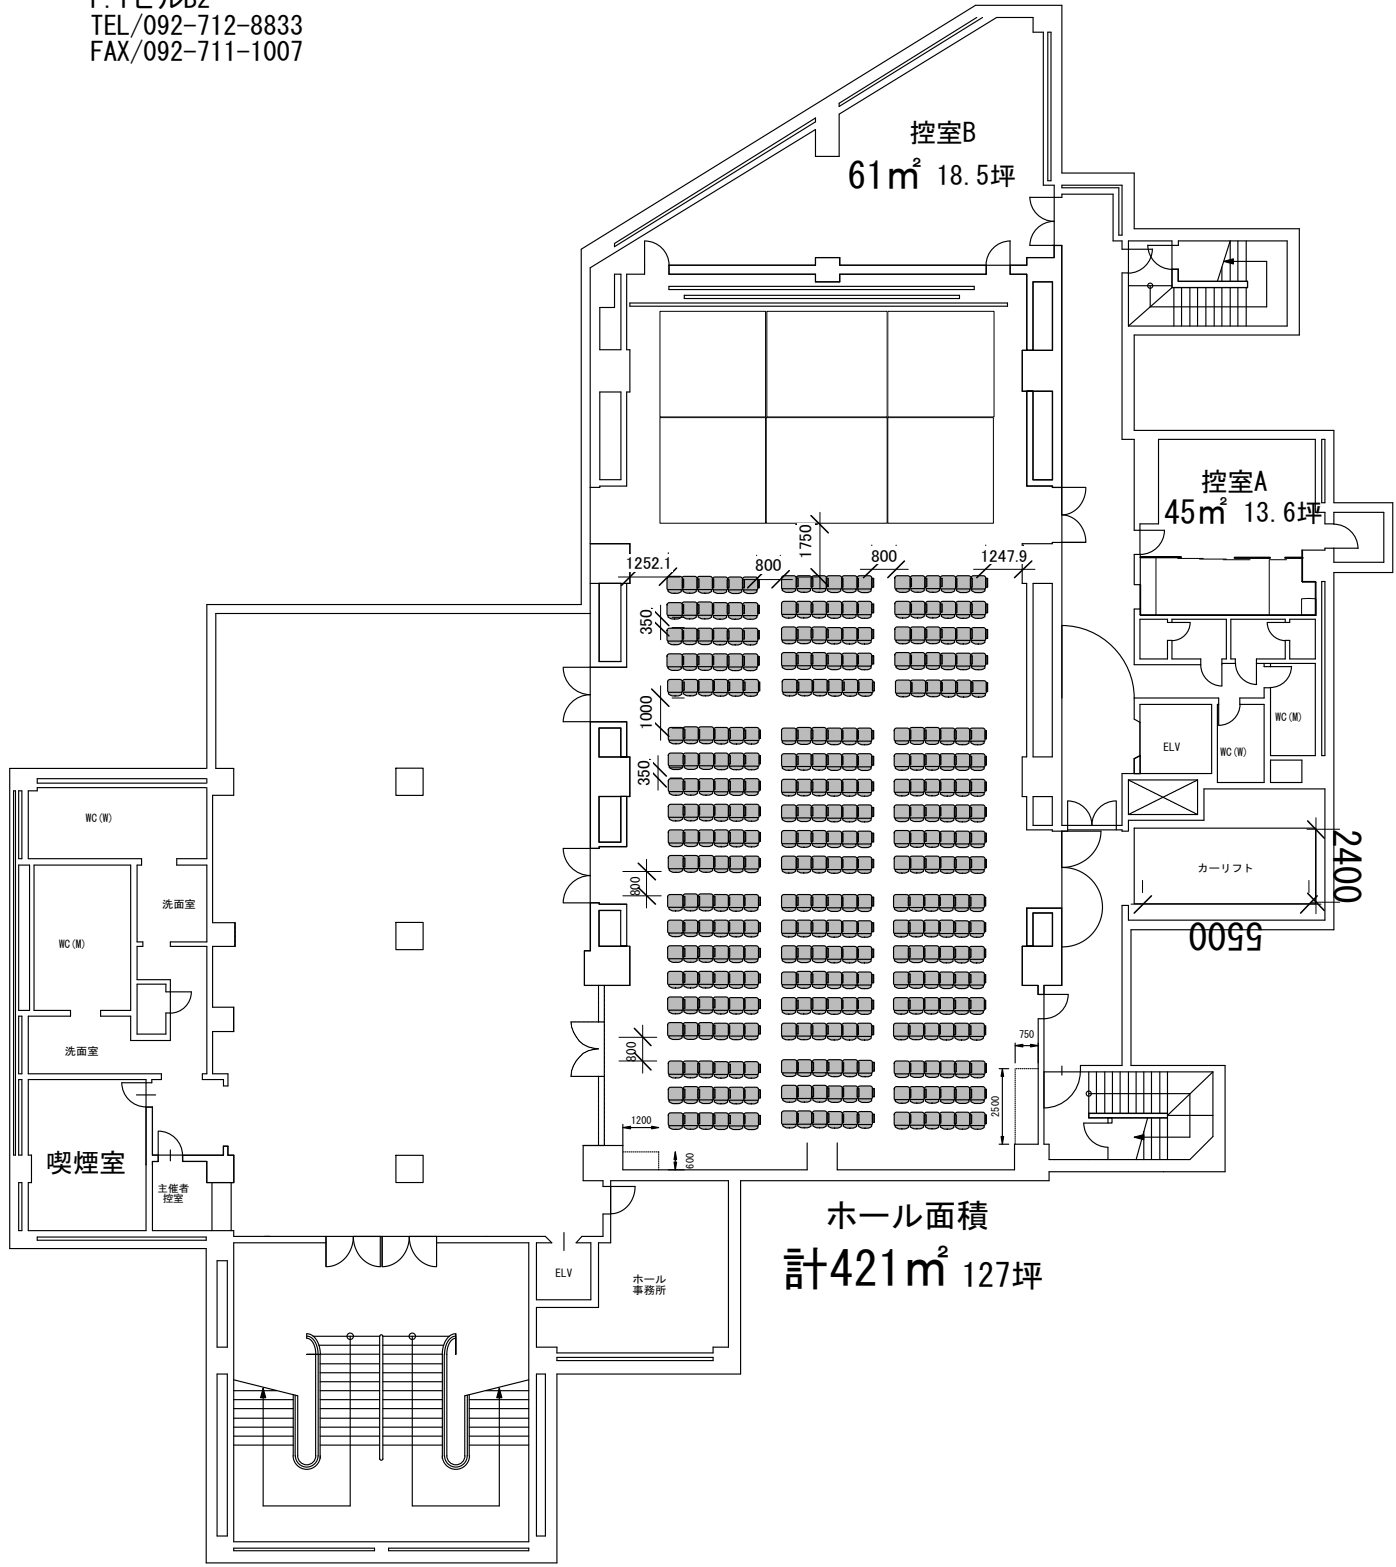 TEL/092-712-8833
FAX/092-711-1007
控室B
61㎡ 18.5坪
控室A
45㎡ 13.6坪
1750
1252.1
800
800
1247.9
350
1000
350
800
800
WC(M)
ELV
WC(W)
カーリフト
2400
5500
WC(W)
洗面室
WC(M)
洗面室
喫煙室
主催者
控室
750
2500
1200
600
ホール面積
計421㎡ 127坪
ELV
ホール
事務所